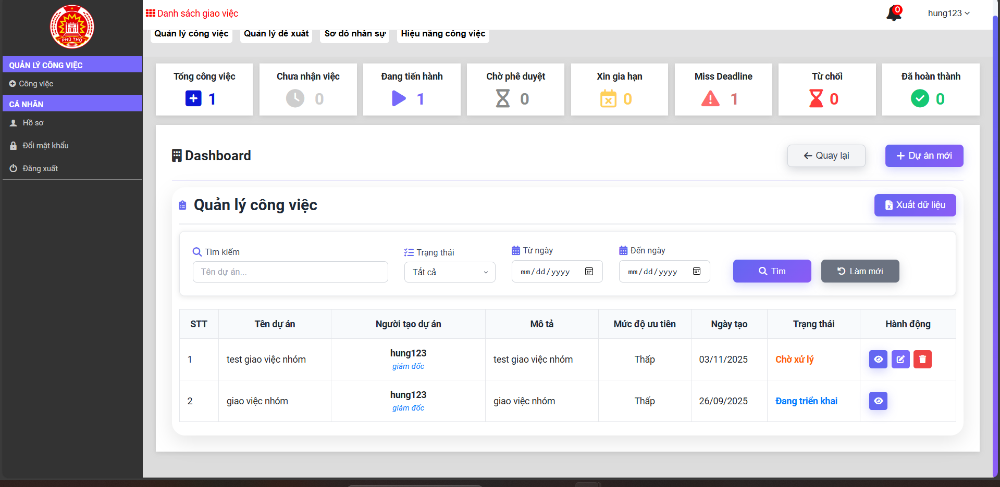 PHÚ THỌ
QUẢN LÝ CÔNG VIỆC
Công việc
CÁ NHÂN
Hồ sơ
Đổi mật khẩu
Đăng xuất
Danh sách giao việc
0
hung123
Quản lý công việc Quản lý đề xuất Sơ đồ nhân sự Hiệu năng công việc
Tổng công việc Chưa nhận việc Đang tiến hành Chờ phê duyệt Xin gia hạn Miss Deadline Từ chối Đã hoàn thành
1 0 1 0 0 1 0 0
Dashboard
Quay lại
Dự án mới
Quản lý công việc
Xuất dữ liệu
Tìm kiếm Trạng thái Từ ngày Đến ngày
Tên dự án... Tất cả mm/dd/yyyy mm/dd/yyyy Tìm Làm mới
STT Tên dự án Người tạo dự án Mô tả Mức độ ưu tiên Ngày tạo Trạng thái Hành động
1 test giao việc nhóm hung123 test giao việc nhóm Thấp 03/11/2025 Chờ xử lý
giám đốc
2 giao việc nhóm hung123 giao việc nhóm Thấp 26/09/2025 Đang triển khai
giám đốc